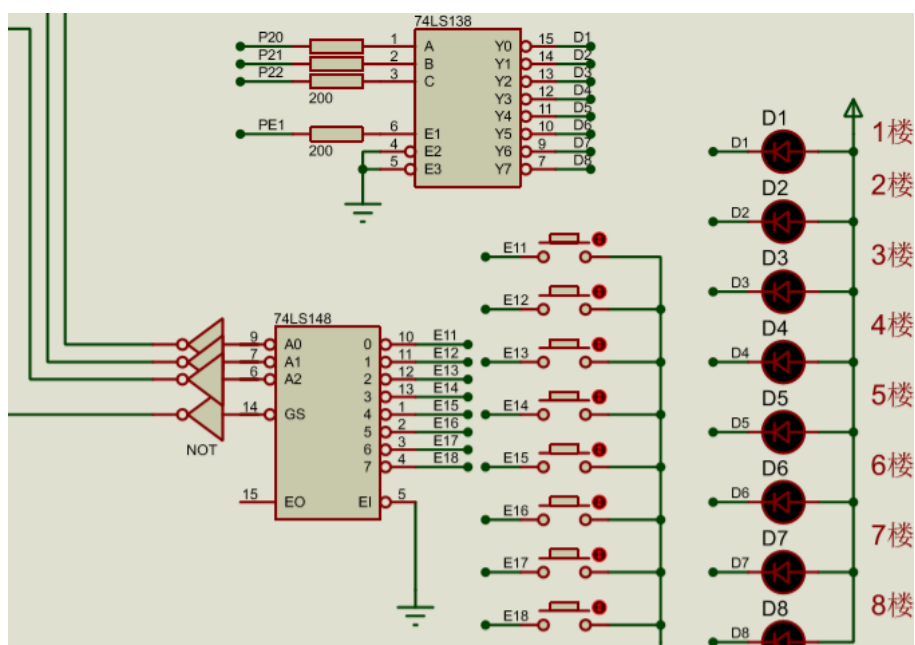 74LS138
P20 1 A Y0 15 D1
P21 2 B Y1 14 D2
P22 3 C Y2 13 D3
200 Y3 12 D4
Y4 11 D5
PE1 6 E1 Y5 10 D6
200 4 E2 Y6 9 D7
5 E3 Y7 7 D8
D1
D1 1楼
D2
D2 2楼
D3
D3 3楼
D4
D4 4楼
D5
D5 5楼
D6
D6 6楼
D7
D7 7楼
D8
D8 8楼
E11
E12
E13
E14
E15
E16
E17
E18
74LS148
9 A0 0 10 E11
7 A1 1 11 E12
6 A2 2 12 E13
3 13 E14
14 GS 4 1 E15
5 2 E16
6 3 E17
7 4 E18
NOT
15 EO EI 5